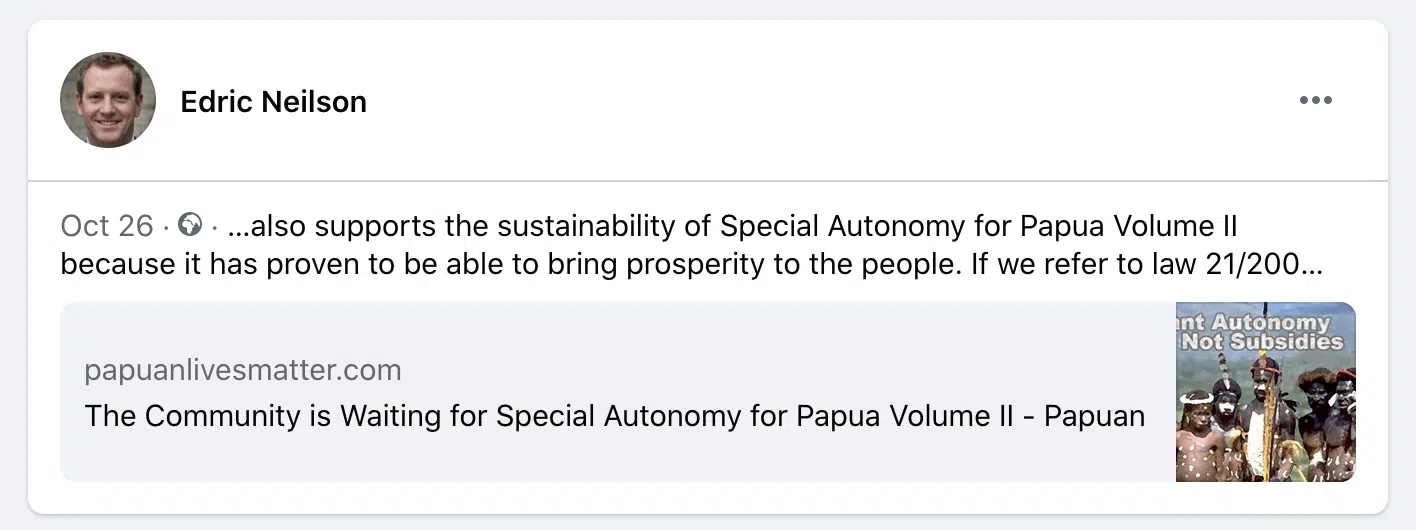 Edric Neilson
Oct 26 · · ...also supports the sustainability of Special Autonomy for Papua Volume II
because it has proven to be able to bring prosperity to the people. If we refer to law 21/200...
ant Autonomy
Not Subsidies
papuanlivesmatter.com
The Community is Waiting for Special Autonomy for Papua Volume II - Papuan